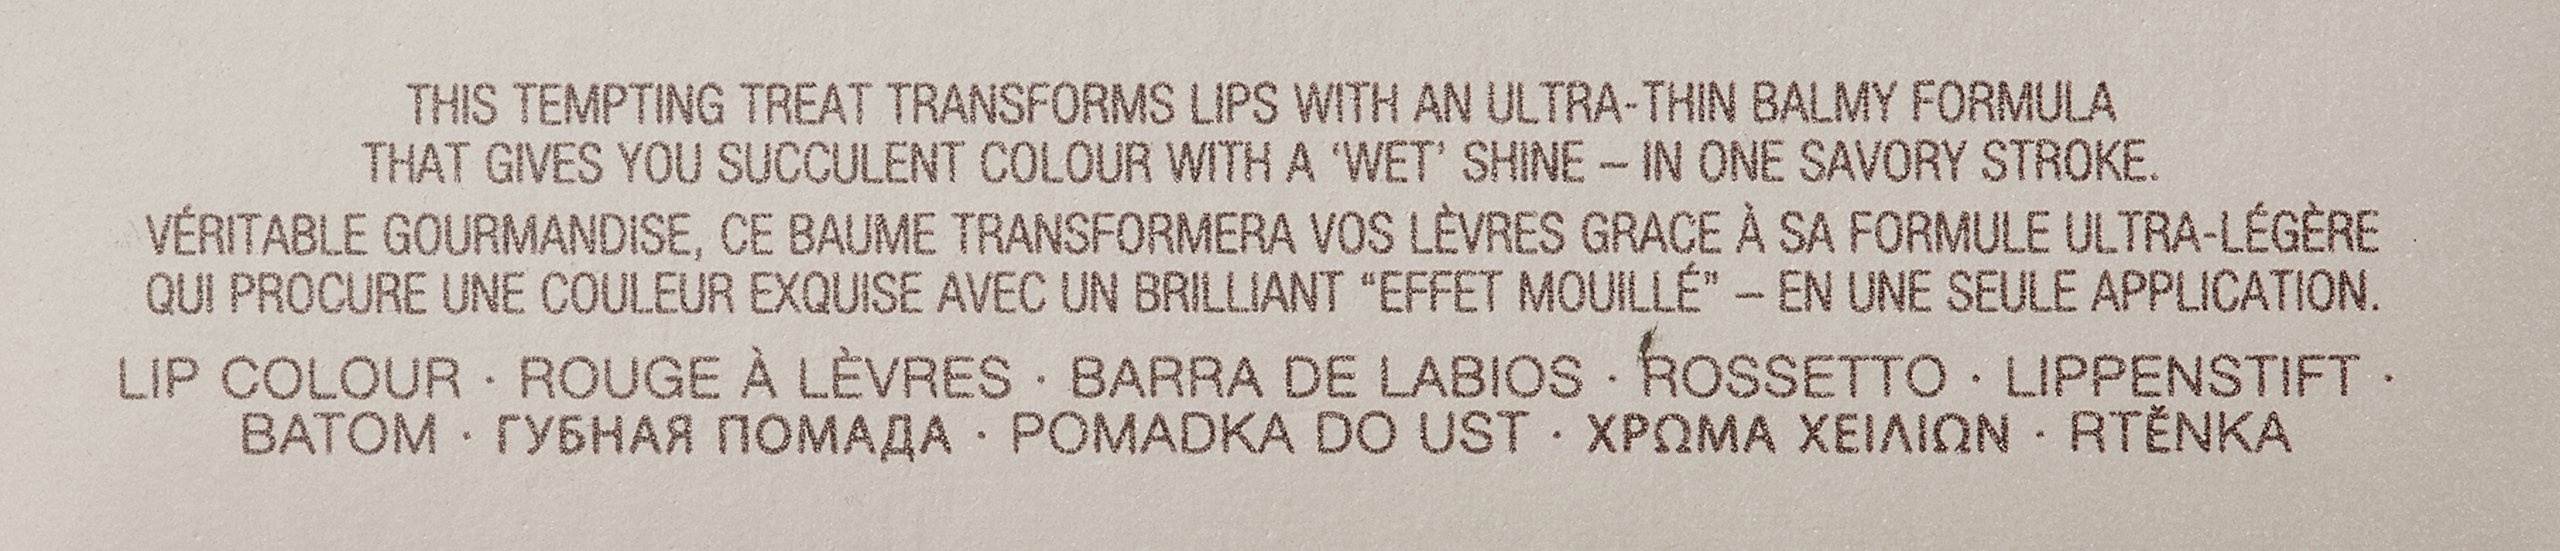 THIS TEMPTING TREAT TRANSFORMS LIPS WITH AN ULTRA-THIN BALMY FORMULA
THAT GIVES YOU SUCCULENT COLOUR WITH A ‘WET’ SHINE – IN ONE SAVORY STROKE.
VÉRITABLE GOURMANDISE, CE BAUME TRANSFORMERA VOS LÈVRES GRACE À SA FORMULE ULTRA-LÉGÈRE
QUI PROCURE UNE COULEUR EXQUISE AVEC UN BRILLIANT “EFFET MOUILLÉ” – EN UNE SEULE APPLICATION.
LIP COLOUR · ROUGE À LÈVRES · BARRA DE LABIOS · ROSSETTO · LIPPENSTIFT ·
BATOM · ГУБНАЯ ПОМАДА · POMADKA DO UST · ΧΡΩΜΑ ΧΕΙΛΙΩΝ · RTĚNKA